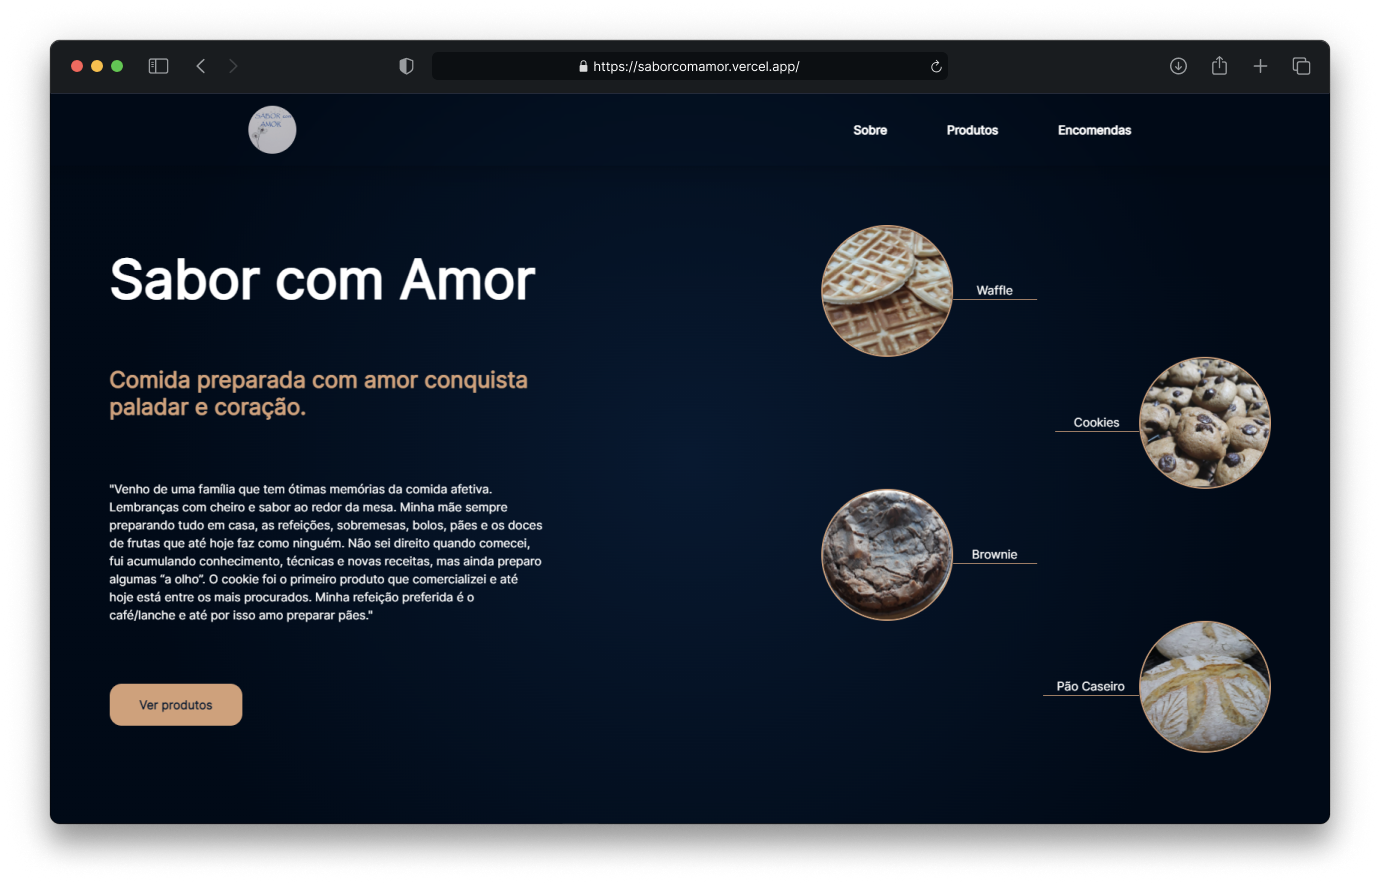 https://saborcomamor.vercel.app/
SABOR com
AMOR
Sobre
Produtos
Encomendas
Sabor com Amor
Comida preparada com amor conquista
paladar e coração.
"Venho de uma família que tem ótimas memórias da comida afetiva.
Lembranças com cheiro e sabor ao redor da mesa. Minha mãe sempre
preparando tudo em casa, as refeições, sobremesas, bolos, pães e os doces
de frutas que até hoje faz como ninguém. Não sei direito quando comecei,
fui acumulando conhecimento, técnicas e novas receitas, mas ainda preparo
algumas “a olho”. O cookie foi o primeiro produto que comercializei e até
hoje está entre os mais procurados. Minha refeição preferida é o
café/lanche e até por isso amo preparar pães."
Ver produtos
Waffle
Cookies
Brownie
Pão Caseiro